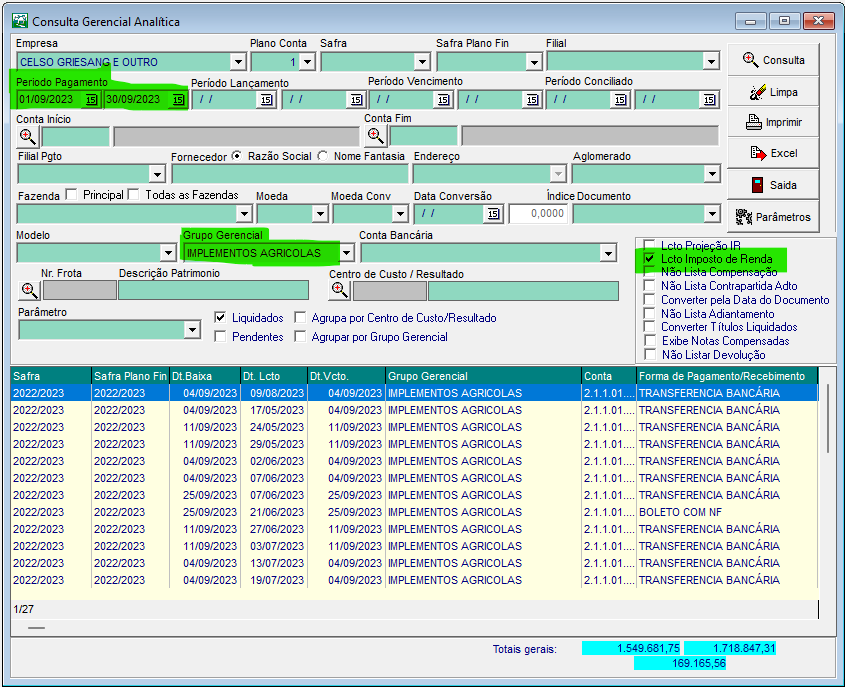 Consulta Gerencial Analítica
Empresa Plano Conta Safra Safra Plano Fin Filial
CELSO GRIESANG E OUTRO 1
Consulta
Periodo Pagamento Período Lançamento Período Vencimento Período Conciliado
01/09/2023 15 30/09/2023 15 / / 15 / / 15 / / 15 / / 15 / / 15 / / 15
Limpa
Conta Início Conta Fim
Imprimir
Filial Pgto Fornecedor Razão Social Nome Fantasia Endereço Aglomerado
Excel
Fazenda Principal Todas as Fazendas Moeda Moeda Conv Data Conversão Índice Documento
Saida
/ / 15 0,0000
Parâmetros
Modelo Grupo Gerencial Conta Bancária
IMPLEMENTOS AGRICOLAS
Lcto Projeção IR
Lcto Imposto de Renda
Não Lista Compensação
Não Lista Contrapartida Adto
Converter pela Data do Documento
Não Lista Adiantamento
Converter Títulos Liquidados
Exibe Notas Compensadas
Não Listar Devolução
Nr. Frota Descrição Patrimonio Centro de Custo / Resultado
Parâmetro
Liquidados Agrupa por Centro de Custo/Resultado
Pendentes Agrupar por Grupo Gerencial
Safra Safra Plano Fin Dt.Baixa Dt. Lcto Dt.Vcto. Grupo Gerencial Conta Forma de Pagamento/Recebimento
2022/2023 2022/2023 04/09/2023 09/08/2023 04/09/2023 IMPLEMENTOS AGRICOLAS 2.1.1.01.... TRANSFERENCIA BANCÁRIA
2022/2023 2022/2023 04/09/2023 17/05/2023 04/09/2023 IMPLEMENTOS AGRICOLAS 2.1.1.01.... TRANSFERENCIA BANCÁRIA
2022/2023 2022/2023 11/09/2023 24/05/2023 11/09/2023 IMPLEMENTOS AGRICOLAS 2.1.1.01.... TRANSFERENCIA BANCÁRIA
2022/2023 2022/2023 11/09/2023 29/05/2023 11/09/2023 IMPLEMENTOS AGRICOLAS 2.1.1.01.... TRANSFERENCIA BANCÁRIA
2022/2023 2022/2023 04/09/2023 02/06/2023 04/09/2023 IMPLEMENTOS AGRICOLAS 2.1.1.01.... TRANSFERENCIA BANCÁRIA
2022/2023 2022/2023 04/09/2023 07/06/2023 04/09/2023 IMPLEMENTOS AGRICOLAS 2.1.1.01.... TRANSFERENCIA BANCÁRIA
2022/2023 2022/2023 25/09/2023 07/06/2023 25/09/2023 IMPLEMENTOS AGRICOLAS 2.1.1.01.... TRANSFERENCIA BANCÁRIA
2022/2023 2022/2023 25/09/2023 21/06/2023 25/09/2023 IMPLEMENTOS AGRICOLAS 2.1.1.01.... BOLETO COM NF
2022/2023 2022/2023 11/09/2023 27/06/2023 11/09/2023 IMPLEMENTOS AGRICOLAS 2.1.1.01.... TRANSFERENCIA BANCÁRIA
2022/2023 2022/2023 11/09/2023 03/07/2023 11/09/2023 IMPLEMENTOS AGRICOLAS 2.1.1.01.... TRANSFERENCIA BANCÁRIA
2022/2023 2022/2023 04/09/2023 13/07/2023 04/09/2023 IMPLEMENTOS AGRICOLAS 2.1.1.01.... TRANSFERENCIA BANCÁRIA
2022/2023 2022/2023 04/09/2023 19/07/2023 04/09/2023 IMPLEMENTOS AGRICOLAS 2.1.1.01.... TRANSFERENCIA BANCÁRIA
1/27
Totais gerais: 1.549.681,75 1.718.847,31
169.165,56